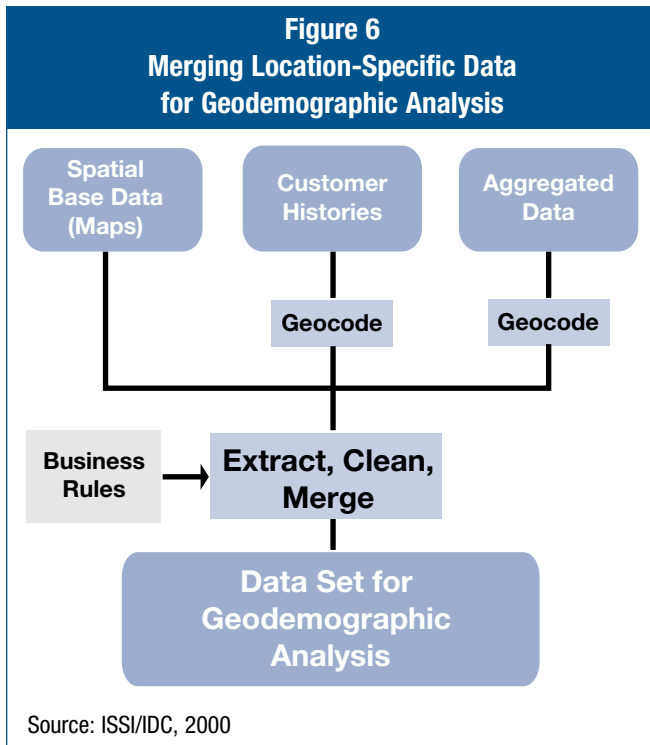 Figure 6
Merging Location-Specific Data
for Geodemographic Analysis
Spatial
Base Data
(Maps)
Customer
Histories
Aggregated
Data
Geocode
Geocode
Business
Rules
Extract, Clean,
Merge
Data Set for
Geodemographic
Analysis
Source: ISSI/IDC, 2000